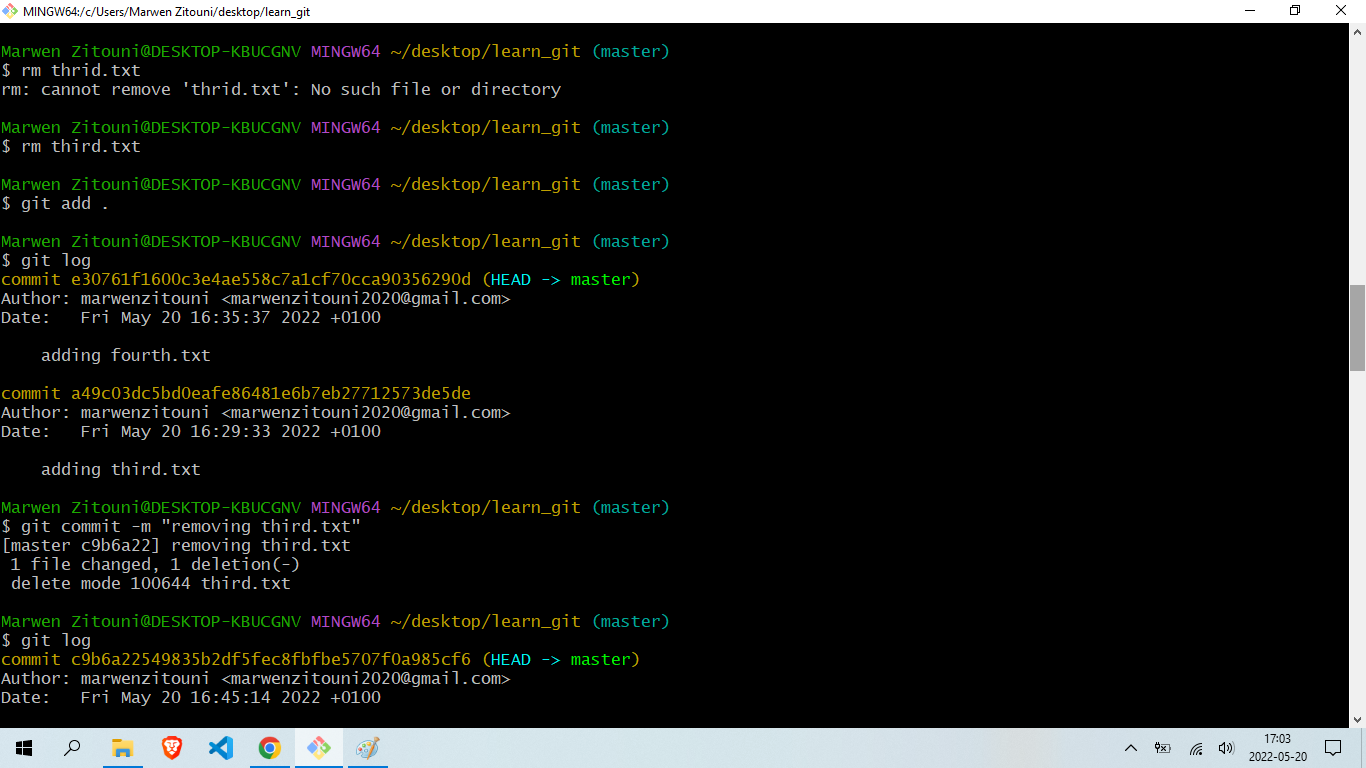 MINGW64:/c/Users/Marwen Zitouni/desktop/learn_git
Marwen Zitouni@DESKTOP-KBUCGNV MINGW64 ~/desktop/learn_git (master)
$ rm thrid.txt
rm: cannot remove 'thrid.txt': No such file or directory
Marwen Zitouni@DESKTOP-KBUCGNV MINGW64 ~/desktop/learn_git (master)
$ rm third.txt
Marwen Zitouni@DESKTOP-KBUCGNV MINGW64 ~/desktop/learn_git (master)
$ git add .
Marwen Zitouni@DESKTOP-KBUCGNV MINGW64 ~/desktop/learn_git (master)
$ git log
commit e30761f1600c3e4ae558c7a1cf70cca90356290d (HEAD -> master)
Author: marwenzitouni <marwenzitouni2020@gmail.com>
Date:   Fri May 20 16:35:37 2022 +0100
    adding fourth.txt
commit a49c03dc5bd0eafe86481e6b7eb27712573de5de
Author: marwenzitouni <marwenzitouni2020@gmail.com>
Date:   Fri May 20 16:29:33 2022 +0100
    adding third.txt
Marwen Zitouni@DESKTOP-KBUCGNV MINGW64 ~/desktop/learn_git (master)
$ git commit -m "removing third.txt"
[master c9b6a22] removing third.txt
 1 file changed, 1 deletion(-)
 delete mode 100644 third.txt
Marwen Zitouni@DESKTOP-KBUCGNV MINGW64 ~/desktop/learn_git (master)
$ git log
commit c9b6a22549835b2df5fec8fbfbe5707f0a985cf6 (HEAD -> master)
Author: marwenzitouni <marwenzitouni2020@gmail.com>
Date:   Fri May 20 16:45:14 2022 +0100
17:03
2022-05-20